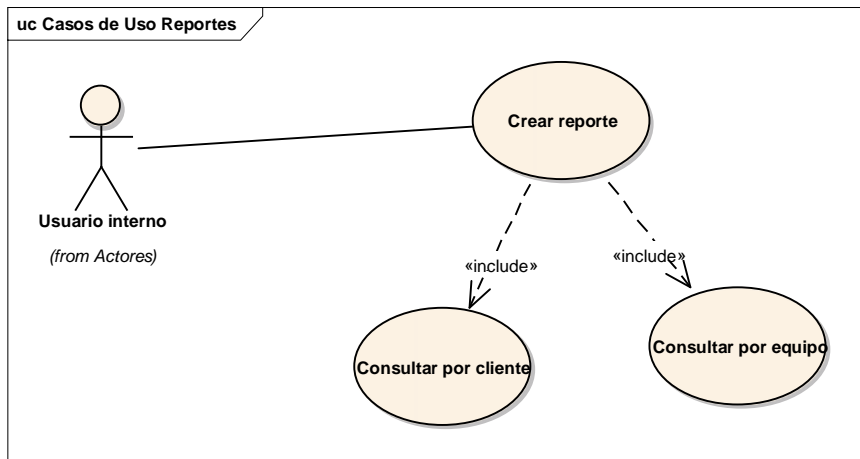 uc Casos de Uso Reportes
Crear reporte
Usuario interno
(from Actores)
«include»
«include»
Consultar por cliente
Consultar por equipo